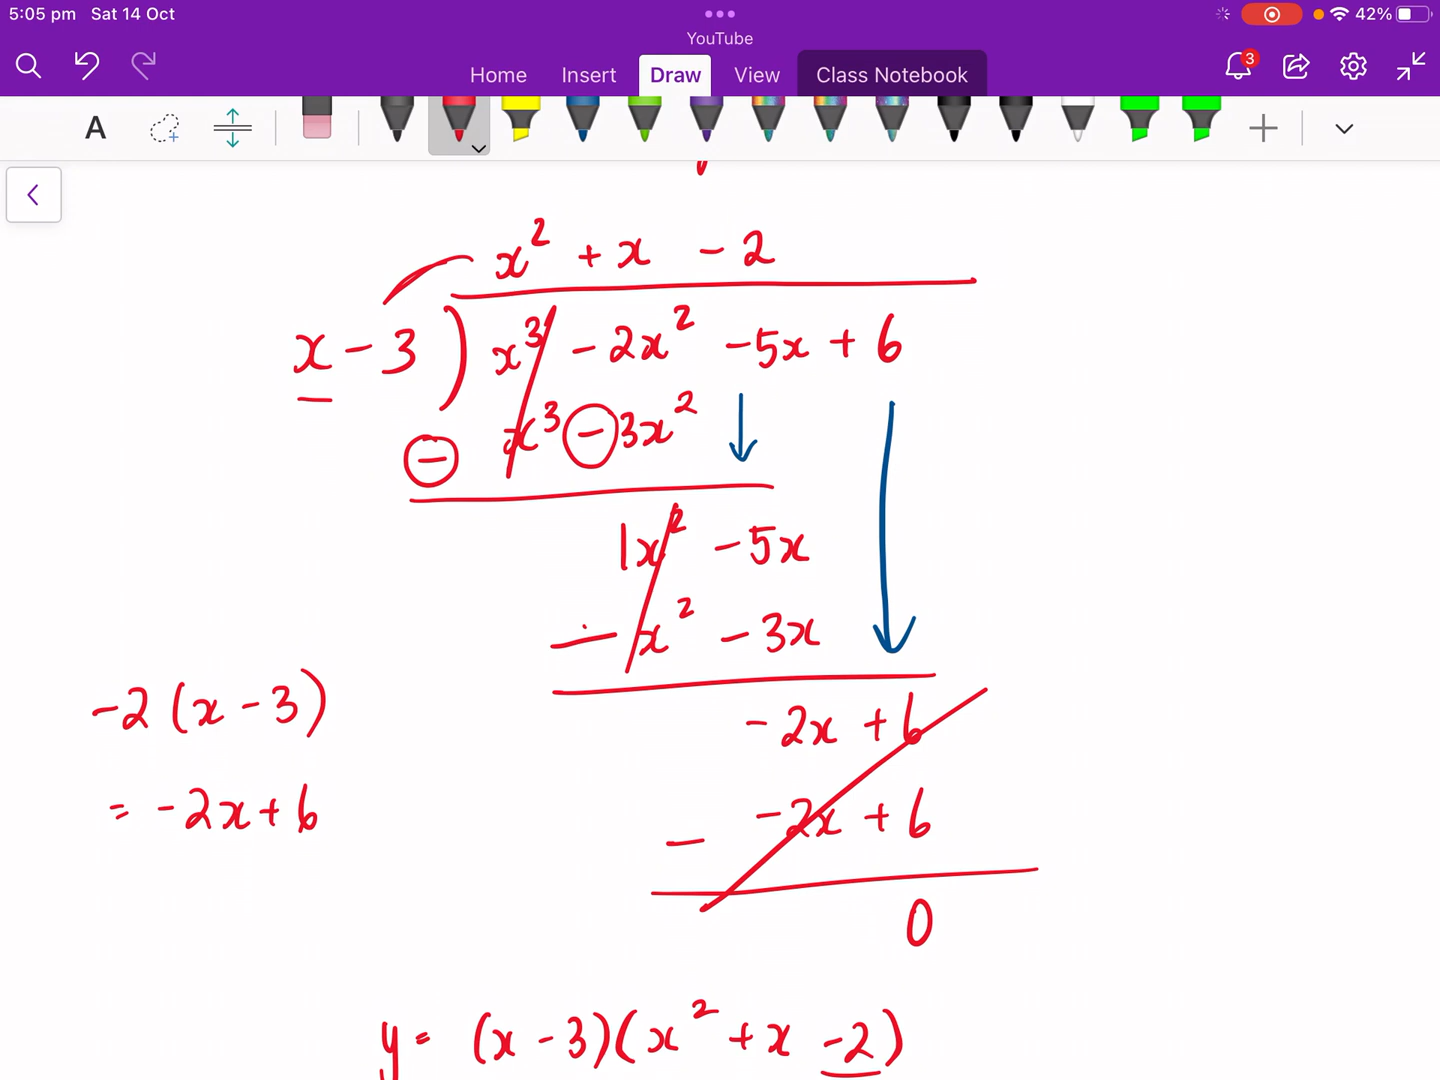 5:05 pm Sat 14 Oct
42%
YouTube
Home Insert Draw View Class Notebook
3
A
x² + x - 2
x - 3 ) x³ - 2x² - 5x + 6
- x³ - 3x²
1x² - 5x
- x² - 3x
-2(x - 3)
- 2x + 6
= -2x + 6
- -2x + 6
0
y = (x - 3)(x² + x - 2)